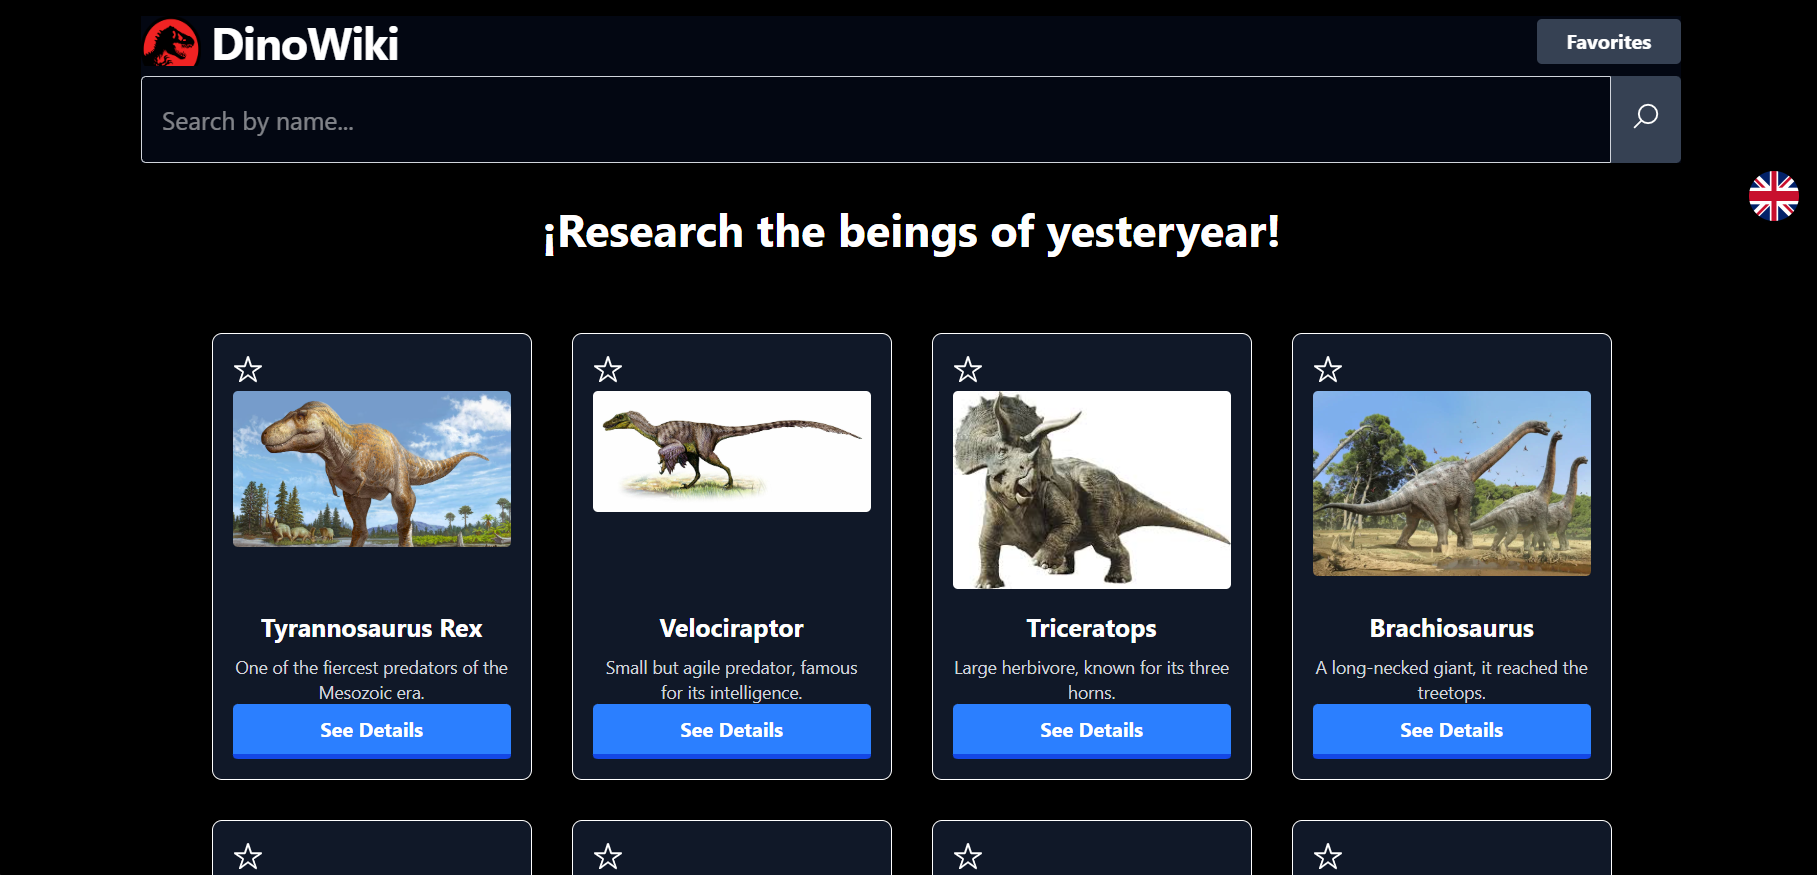 DinoWiki
Favorites
Search by name...
¡Research the beings of yesteryear!
Tyrannosaurus Rex
One of the fiercest predators of the
Mesozoic era.
See Details
Velociraptor
Small but agile predator, famous
for its intelligence.
See Details
Triceratops
Large herbivore, known for its three
horns.
See Details
Brachiosaurus
A long-necked giant, it reached the
treetops.
See Details